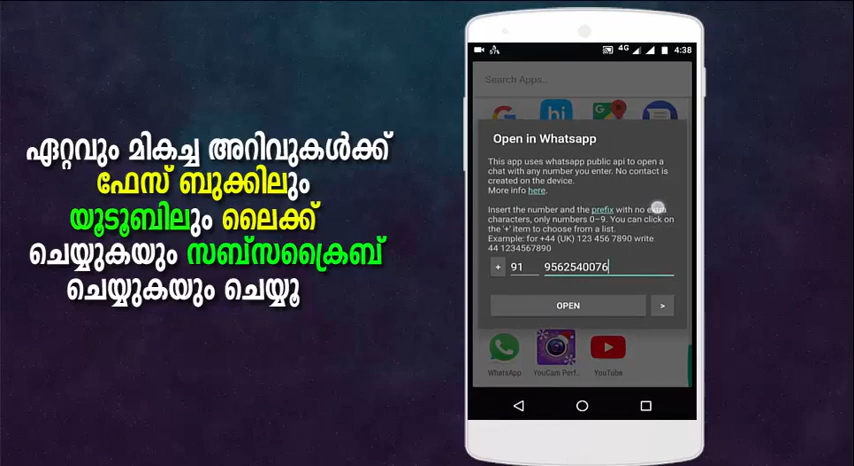 ഏറ്റവും മികച്ച അറിവുകൾക്ക്
ഫേസ് ബുക്കിലും
യൂടൂബിലും ലൈക്ക്
ചെയ്യുകയും സബ്സക്രൈബ്
ചെയ്യുകയും ചെയ്യൂ
57% 4G 4:38
Search Apps..
hi
Open in Whatsapp
This app uses whatsapp public api to open a
chat with any number you enter. No contact is
created on the device.
More info here.
Insert the number and the prefix with no extra
characters, only numbers 0–9. You can click on
the '+' item to choose from a list.
Example: for +44 (UK) 123 456 7890 write
44 1234567890
+ 91 9562540076
OPEN >
WhatsApp YouCam Perf.. YouTube